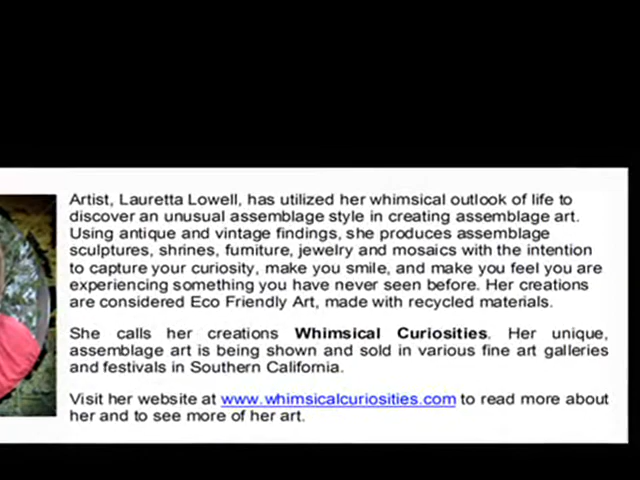 Artist, Lauretta Lowell, has utilized her whimsical outlook of life to
discover an unusual assemblage style in creating assemblage art.
Using antique and vintage findings, she produces assemblage
sculptures, shrines, furniture, jewelry and mosaics with the intention
to capture your curiosity, make you smile, and make you feel you are
experiencing something you have never seen before. Her creations
are considered Eco Friendly Art, made with recycled materials.
She calls her creations Whimsical Curiosities. Her unique,
assemblage art is being shown and sold in various fine art galleries
and festivals in Southern California.
Visit her website at www.whimsicalcuriosities.com to read more about
her and to see more of her art.